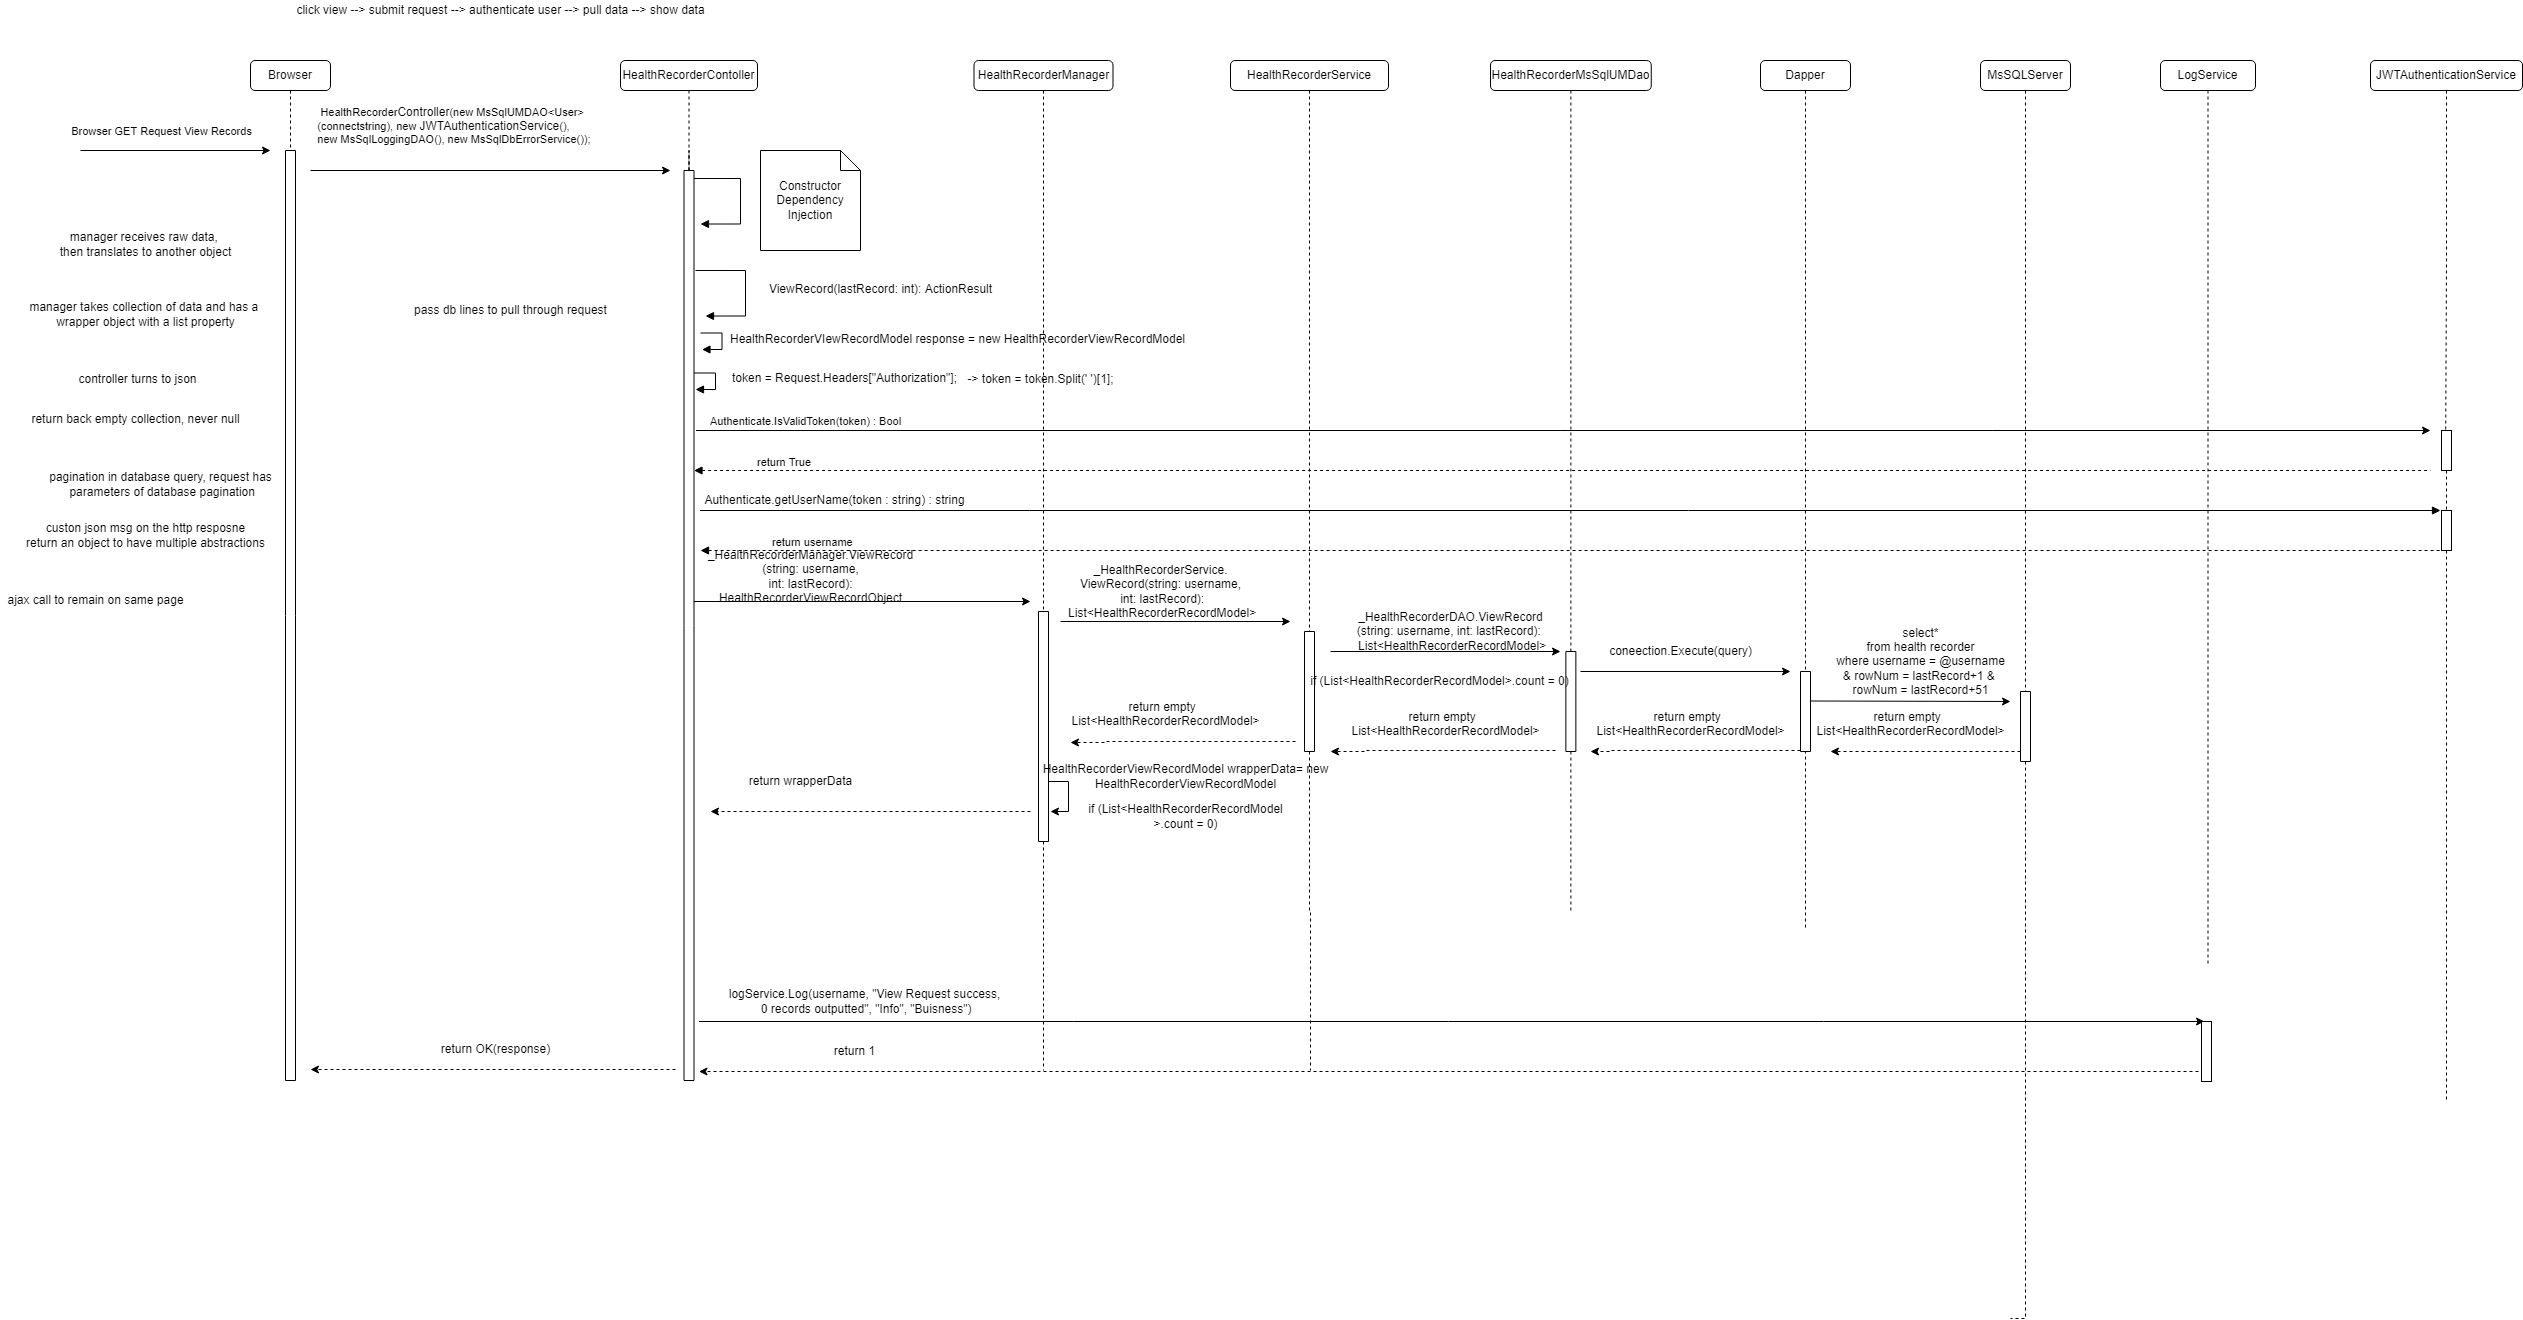 click view --> submit request --> authenticate user --> pull data --> show data
Browser
HealthRecorderContoller
HealthRecorderManager
HealthRecorderService
HealthRecorderMsSqlUMDao
Dapper
MsSQLServer
LogService
JWTAuthenticationService
Browser GET Request View Records
HealthRecorderController(new MsSqlUMDAO<User>
(connectstring), new JWTAuthenticationService(),
new MsSqlLoggingDAO(), new MsSqlDbErrorService());
Constructor
Dependency
Injection
manager receives raw data,
then translates to another object
ViewRecord(lastRecord: int): ActionResult
manager takes collection of data and has a
wrapper object with a list property
pass db lines to pull through request
HealthRecorderVIewRecordModel response = new HealthRecorderViewRecordModel
controller turns to json
token = Request.Headers["Authorization"];   -> token = token.Split(' ')[1];
return back empty collection, never null
Authenticate.IsValidToken(token) : Bool
return True
pagination in database query, request has
parameters of database pagination
Authenticate.getUserName(token : string) : string
custon json msg on the http resposne
return an object to have multiple abstractions
return username
_HealthRecorderManager.ViewRecord
(string: username,
int: lastRecord):
HealthRecorderViewRecordObject
ajax call to remain on same page
_HealthRecorderService.
ViewRecord(string: username,
int: lastRecord):
List<HealthRecorderRecordModel>
_HealthRecorderDAO.ViewRecord
(string: username, int: lastRecord):
List<HealthRecorderRecordModel>
coneection.Execute(query)
select*
from health recorder
where username = @username
& rowNum = lastRecord+1 &
rowNum = lastRecord+51
if (List<HealthRecorderRecordModel>.count = 0)
return empty
List<HealthRecorderRecordModel>
return empty
List<HealthRecorderRecordModel>
return empty
List<HealthRecorderRecordModel>
return empty
List<HealthRecorderRecordModel>
HealthRecorderViewRecordModel wrapperData= new
HealthRecorderViewRecordModel
return wrapperData
if (List<HealthRecorderRecordModel
>.count = 0)
logService.Log(username, "View Request success,
0 records outputted", "Info", "Buisness")
return OK(response)
return 1